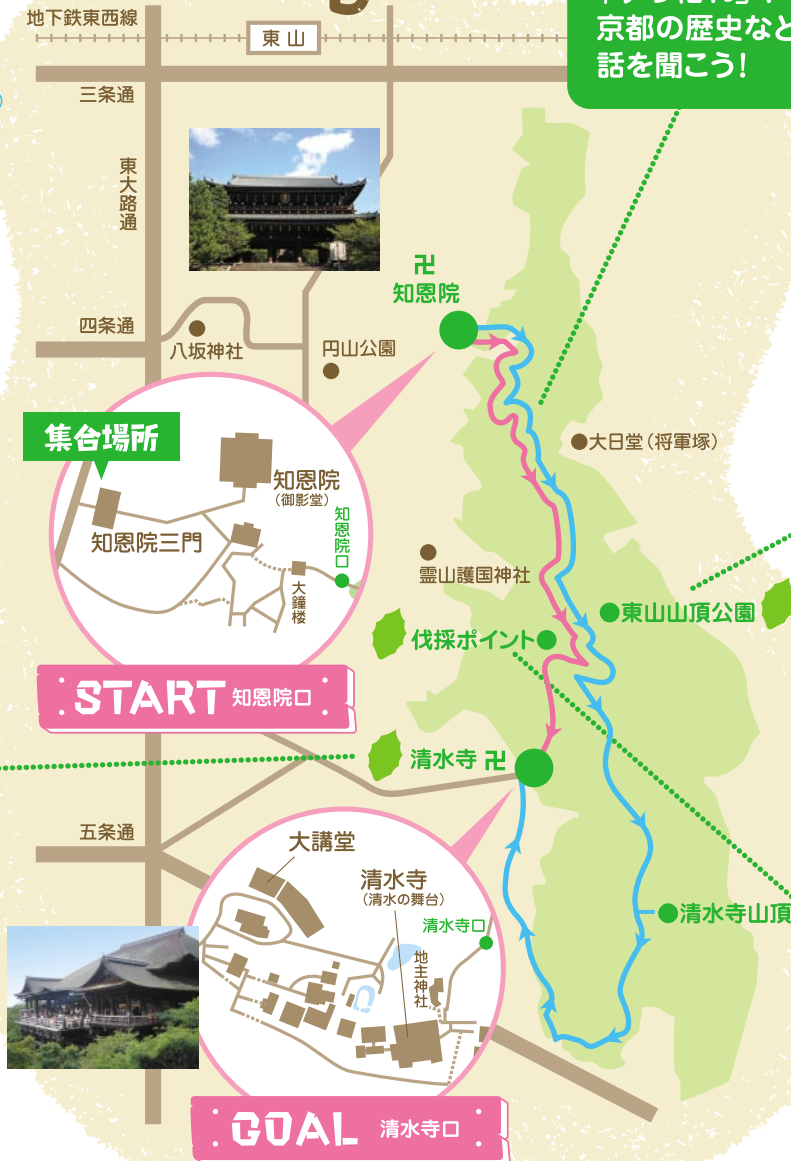 地下鉄東西線
東山
京都の歴史など
話を聞こう!
三条通
東大路通
卍
知恩院
四条通
八坂神社
円山公園
集合場所
大日堂(将軍塚)
知恩院
(御影堂)
知恩院口
知恩院三門
大鐘楼
霊山護国神社
東山山頂公園
伐採ポイント
START 知恩院口
清水寺 卍
五条通
大講堂
清水寺
(清水の舞台)
清水寺口
地主神社
清水寺山頂
GOAL 清水寺口